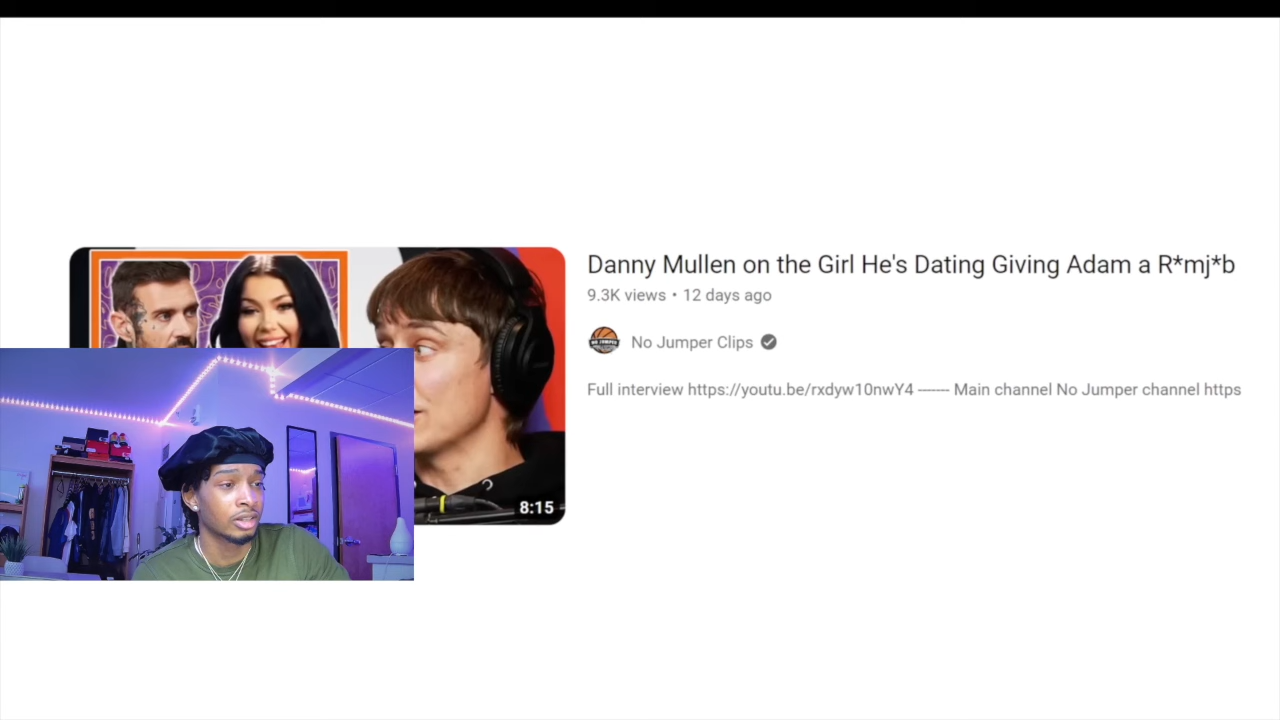 Danny Mullen on the Girl He's Dating Giving Adam a R*mj*b
9.3K views • 12 days ago
No Jumper Clips
Full interview https://youtu.be/rxdyw10nwY4 ------- Main channel No Jumper channel https
8:15